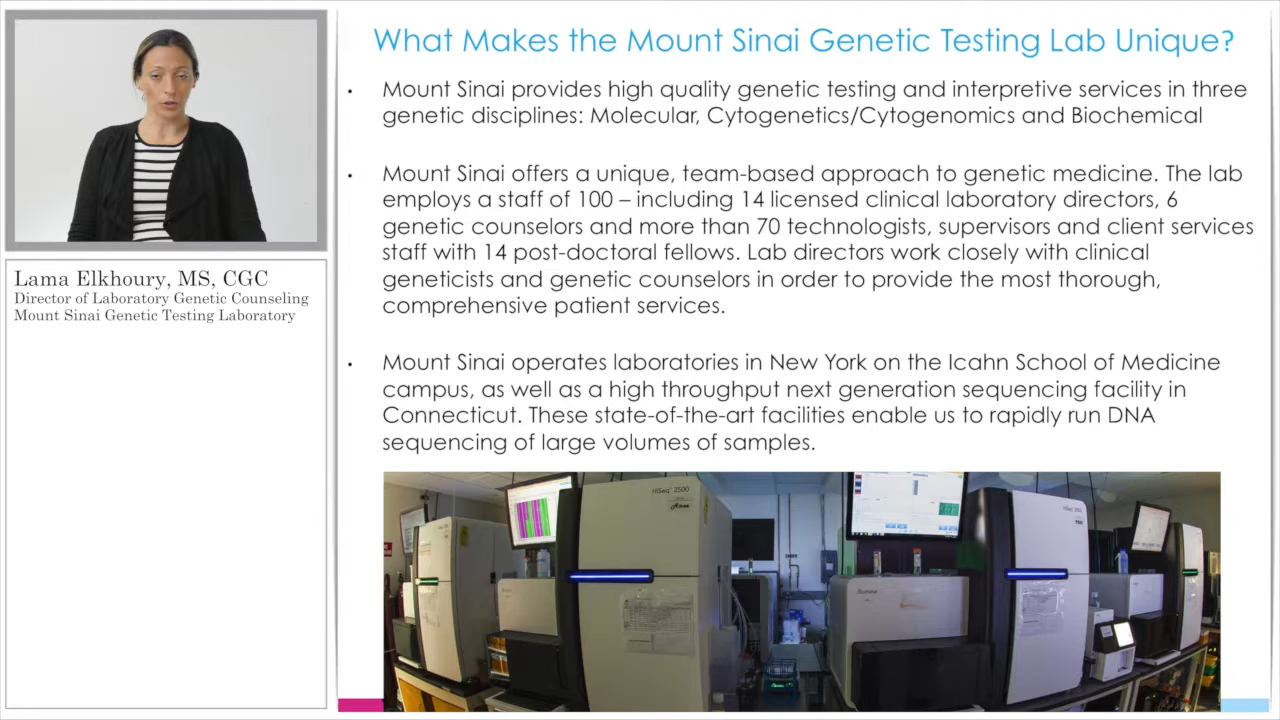 What Makes the Mount Sinai Genetic Testing Lab Unique?
• Mount Sinai provides high quality genetic testing and interpretive services in three
genetic disciplines: Molecular, Cytogenetics/Cytogenomics and Biochemical
• Mount Sinai offers a unique, team-based approach to genetic medicine. The lab
employs a staff of 100 – including 14 licensed clinical laboratory directors, 6
genetic counselors and more than 70 technologists, supervisors and client services
staff with 14 post-doctoral fellows. Lab directors work closely with clinical
geneticists and genetic counselors in order to provide the most thorough,
comprehensive patient services.
• Mount Sinai operates laboratories in New York on the Icahn School of Medicine
campus, as well as a high throughput next generation sequencing facility in
Connecticut. These state-of-the-art facilities enable us to rapidly run DNA
sequencing of large volumes of samples.
Lama Elkhoury, MS, CGC
Director of Laboratory Genetic Counseling
Mount Sinai Genetic Testing Laboratory
HiSeq 2500